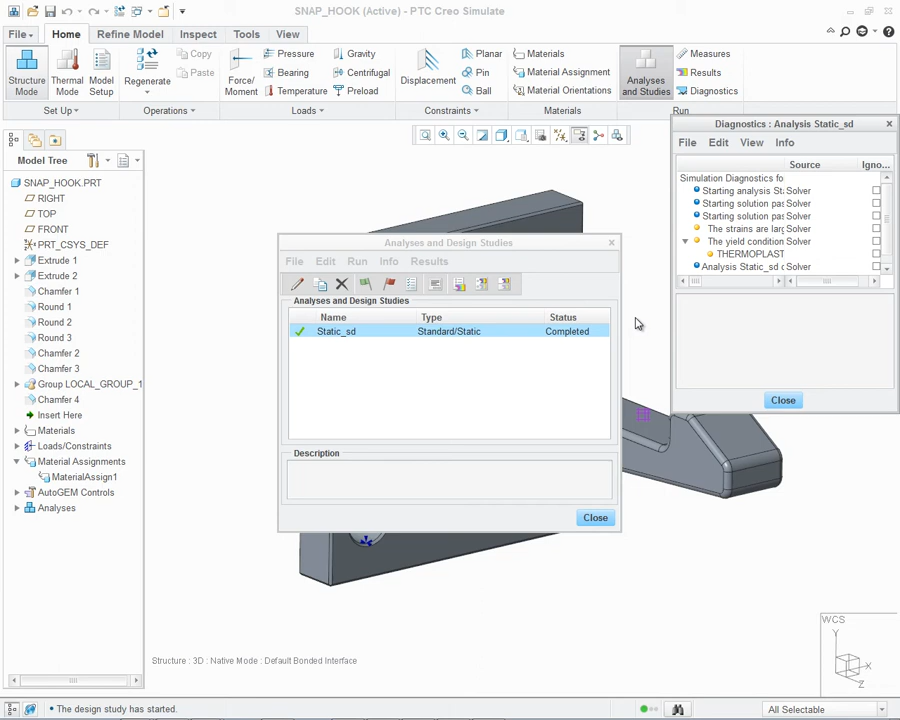 SNAP_HOOK (Active) - PTC Creo Simulate
File Home Refine Model Inspect Tools View
Structure Mode
Thermal Mode
Model Setup
Regenerate
Copy
Paste
Force/ Moment
Pressure
Bearing
Temperature
Gravity
Centrifugal
Preload
Displacement
Planar
Pin
Ball
Materials
Material Assignment
Material Orientations
Analyses and Studies
Measures
Results
Diagnostics
Set Up Operations Loads Constraints Materials Run
Model Tree
SNAP_HOOK.PRT
RIGHT
TOP
FRONT
PRT_CSYS_DEF
Extrude 1
Extrude 2
Chamfer 1
Round 1
Round 2
Round 3
Chamfer 2
Chamfer 3
Group LOCAL_GROUP_1
Chamfer 4
Insert Here
Materials
Loads/Constraints
Material Assignments
MaterialAssign1
AutoGEM Controls
Analyses
Analyses and Design Studies
File Edit Run Info Results
Analyses and Design Studies
Name Type Status
Static_sd Standard/Static Completed
Description
Close
Diagnostics : Analysis Static_sd
File Edit View Info
Source Igno...
Simulation Diagnostics fo
Starting analysis St Solver
Starting solution pas Solver
Starting solution pas Solver
The strains are larg Solver
The yield condition Solver
THERMOPLAST
Analysis Static_sd c Solver
Close
WCS
Y
X
Z
Structure : 3D : Native Mode : Default Bonded Interface
• The design study has started.
All Selectable